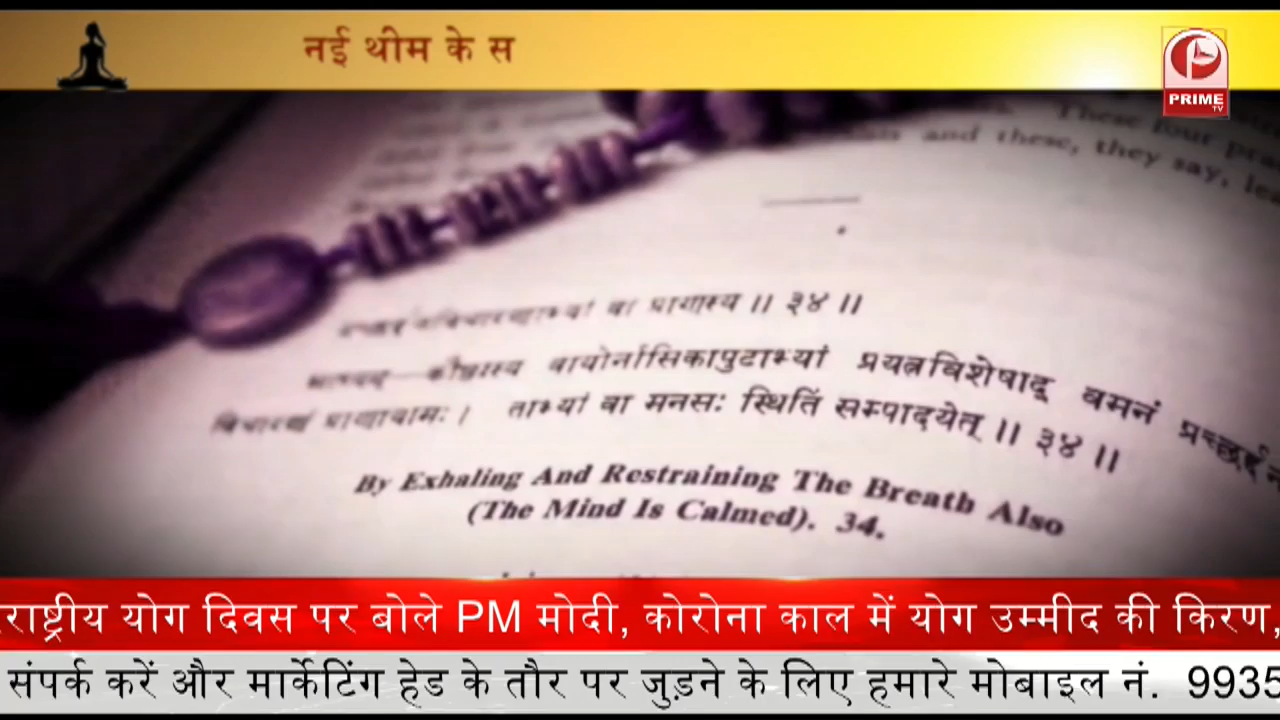 नई थीम के स
PRIME
TV
These four
and these, they say,
वा प्राणस्य ॥ ३४ ॥
वायोर्नासिकापुटाभ्यां प्रयत्नविशेषाद् वमनं
प्राणायामः । ताभ्यां वा मनसः स्थितिं सम्पादयेत् ॥ ३४ ॥
By Exhaling And Restraining The Breath Also
(The Mind Is Calmed). 34.
राष्ट्रीय योग दिवस पर बोले PM मोदी, कोरोना काल में योग उम्मीद की किरण,
संपर्क करें और मार्केटिंग हेड के तौर पर जुड़ने के लिए हमारे मोबाइल नं. 9935